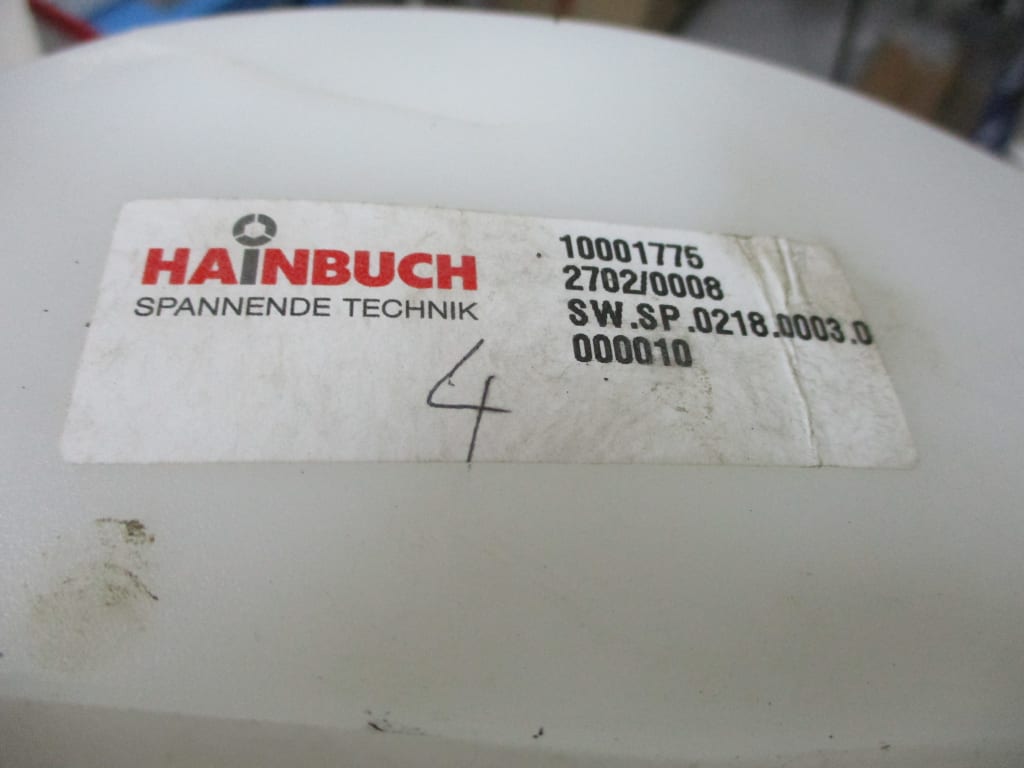 HAiNBUCH
SPANNENDE TECHNIK
10001775
2702/0008
SW.SP.0218.0003.0
000010
4